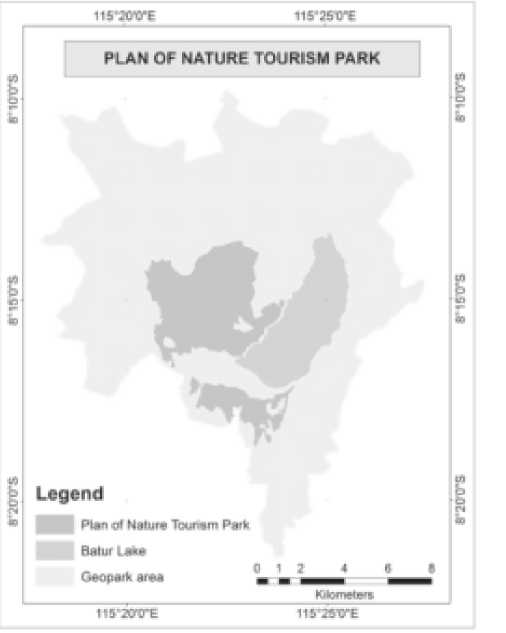 115°20'0"E 115°25'0"E
PLAN OF NATURE TOURISM PARK
8°10'0"S 8°10'0"S
8°15'0"S 8°15'0"S
8°20'0"S 8°20'0"S
Legend
Plan of Nature Tourism Park
Batur Lake
Geopark area
0 1 2 4 6 8
Kilometers
115°20'0"E 115°25'0"E